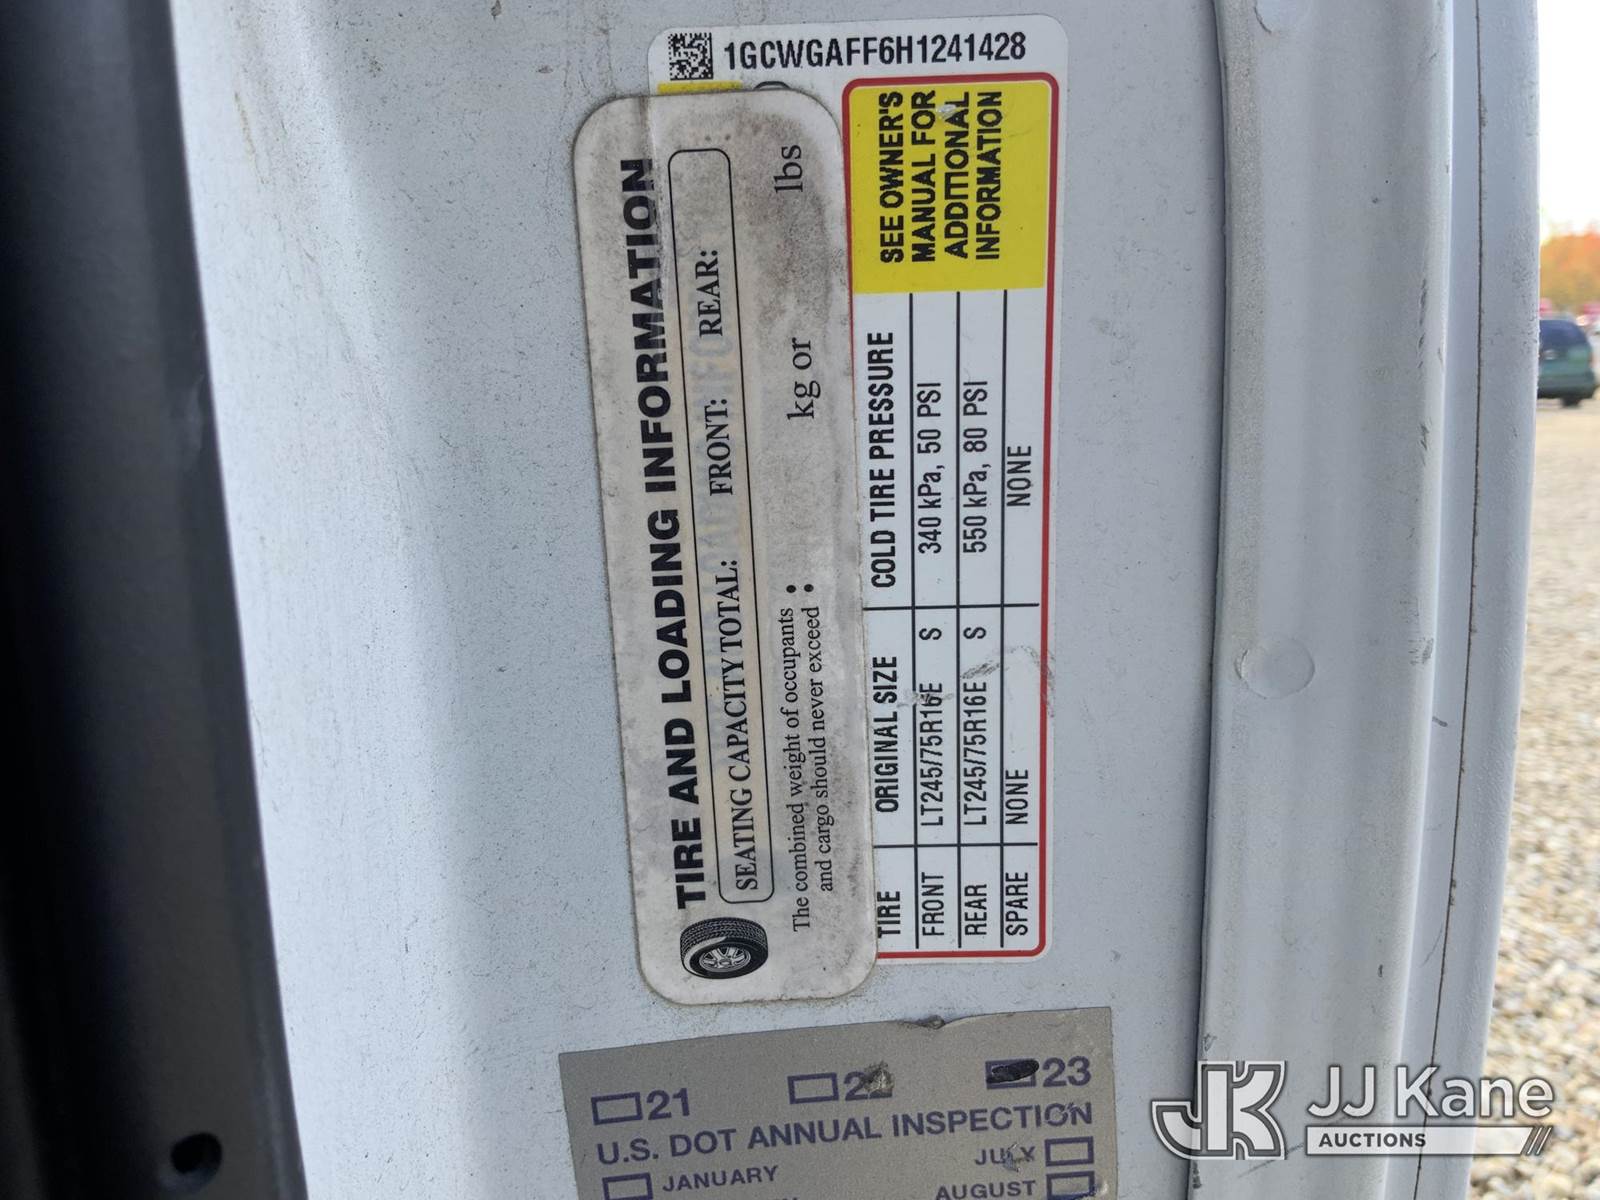 1GCWGAFF6H1241428
TIRE AND LOADING INFORMATION
SEATING CAPACITY TOTAL: FRONT: REAR:
The combined weight of occupants
and cargo should never exceed : kg or lbs
TIRE ORIGINAL SIZE COLD TIRE PRESSURE
FRONT LT245/75R16E S 340 kPa, 50 PSI
REAR LT245/75R16E S 550 kPa, 80 PSI
SPARE NONE NONE
SEE OWNER'S
MANUAL FOR
ADDITIONAL
INFORMATION
21 22 23
U.S. DOT ANNUAL INSPECTION
JANUARY JULY
AUGUST
JK JJ Kane
AUCTIONS